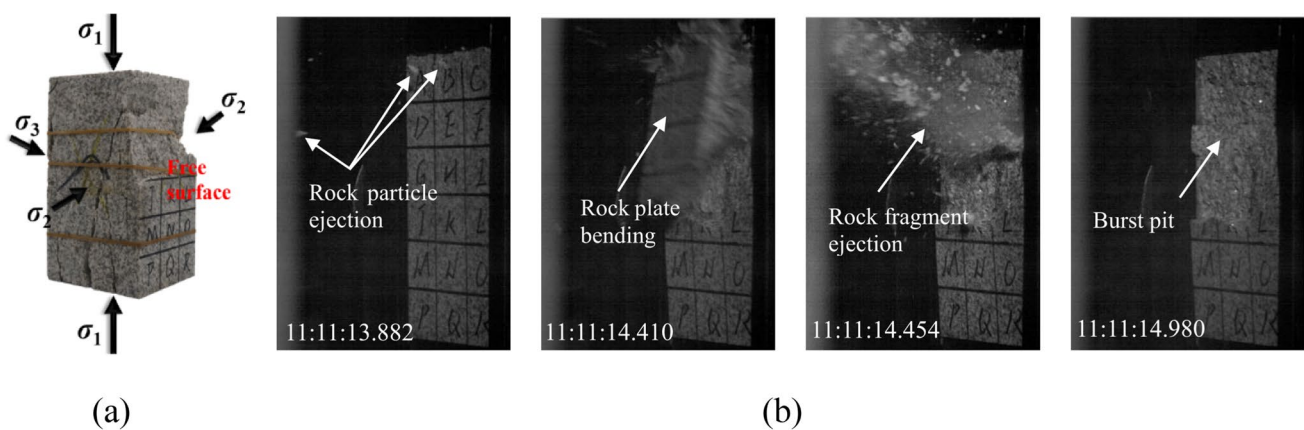 σ1
σ2
σ3
Free
surface
σ2
σ1
B C
D E F
G H I
K L
M N O
P Q R
Rock particle
ejection
11:11:13.882
L
M N O
P Q R
Rock plate
bending
11:11:14.410
L
M N O
P Q R
Rock fragment
ejection
11:11:14.454
L
M N O
P Q R
Burst pit
11:11:14.980
(a)
(b)